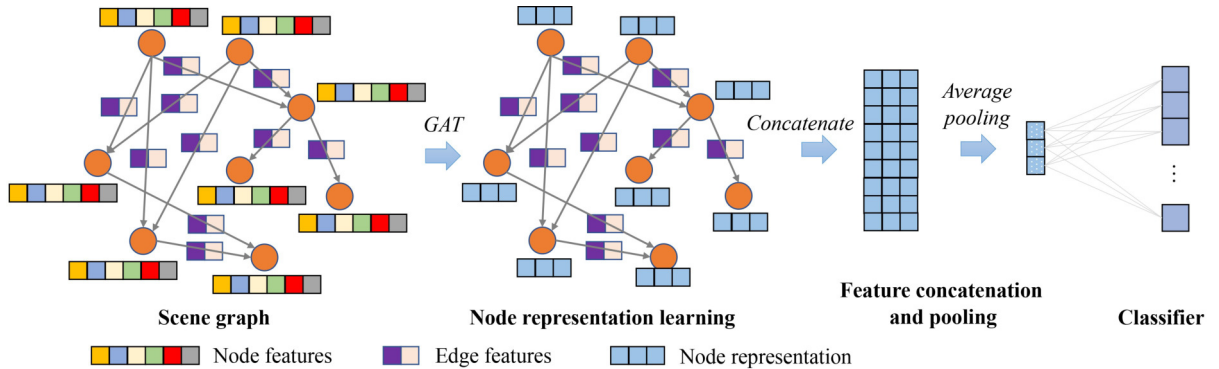 GAT
Concatenate
Average
pooling
...
Scene graph
Node representation learning
Feature concatenation
and pooling
Classifier
Node features
Edge features
Node representation